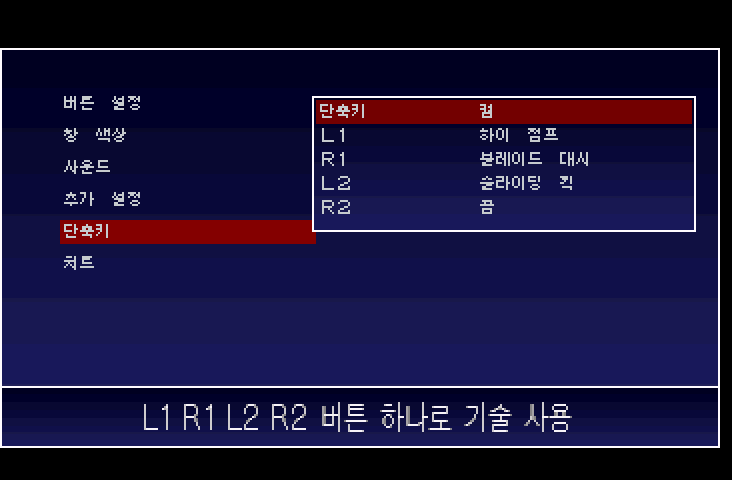 버튼 설정
창 색상
사운드
추가 설정
단축키
치트
단축키 켬
L1 하이 점프
R1 블레이드 대시
L2 슬라이딩 킥
R2 끔
L1 R1 L2 R2 버튼 하나로 기술 사용